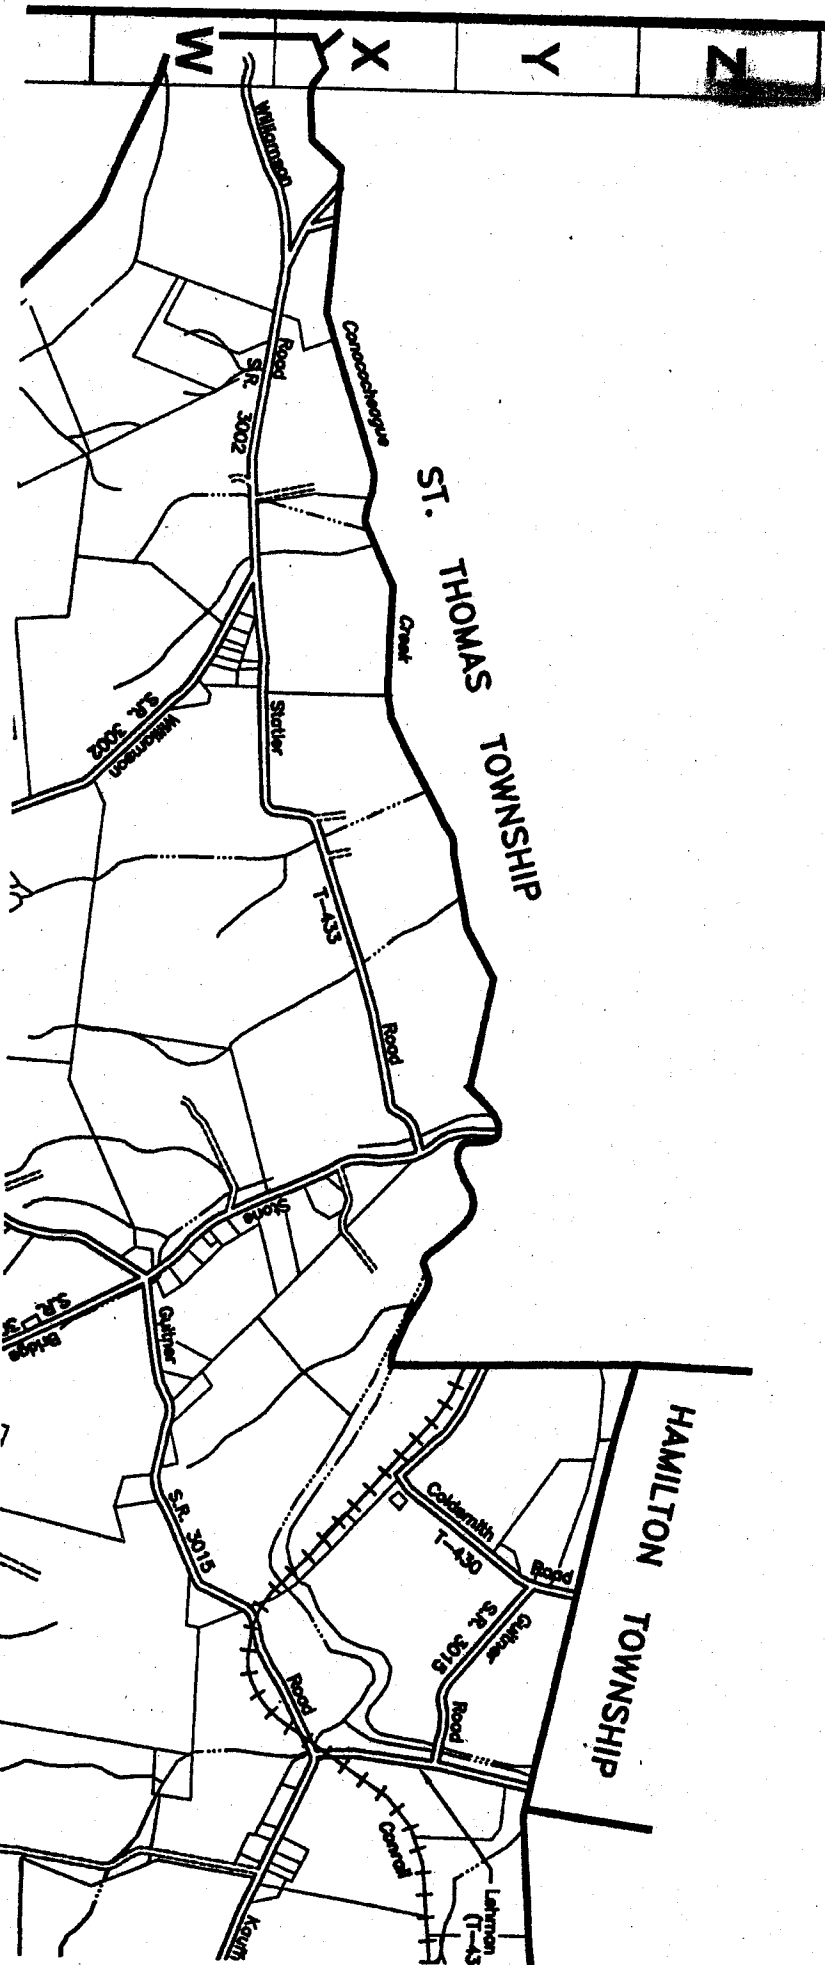 W
X
Y
Z
Williamson
Road
S.R. 3002
Conococheague
Creek
ST. THOMAS TOWNSHIP
S.R. 3002
Williamson
Statler
T-433
Road
Stone
Bridge
S.R.
Guitner
S.R. 3015
Road
HAMILTON TOWNSHIP
Coldsmith
T-430
Road
Guitner
S.R. 3015
Road
Conrail
Lehman
(T-43
Kauff